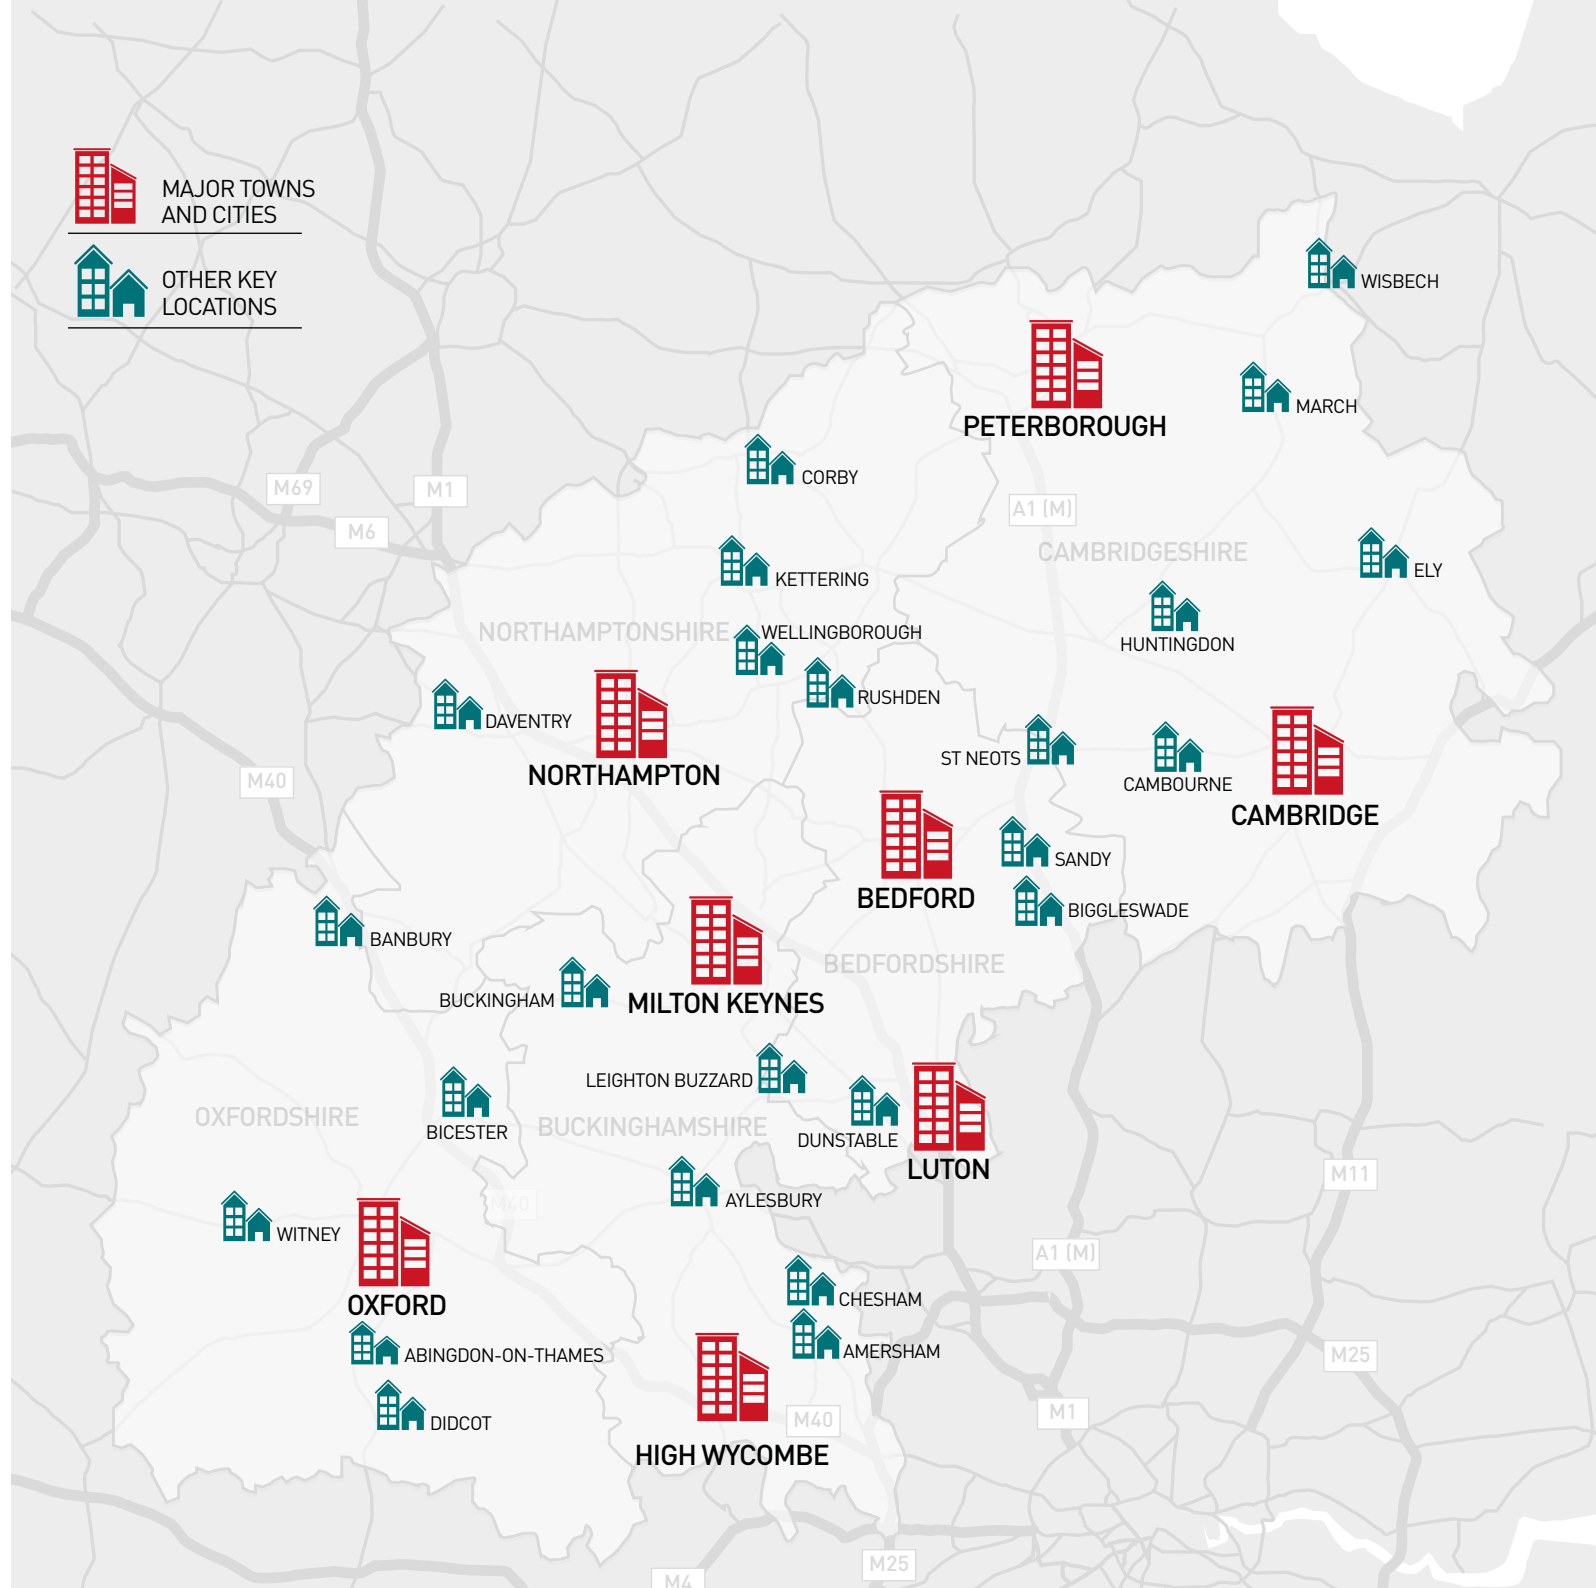 MAJOR TOWNS
AND CITIES
OTHER KEY
LOCATIONS
WISBECH
PETERBOROUGH
MARCH
CORBY
M69
M1
A1 (M)
M6
CAMBRIDGESHIRE
ELY
KETTERING
NORTHAMPTONSHIRE
WELLINGBOROUGH
HUNTINGDON
RUSHDEN
DAVENTRY
ST NEOTS
NORTHAMPTON
M40
CAMBOURNE
CAMBRIDGE
SANDY
BEDFORD
BIGGLESWADE
BANBURY
BEDFORDSHIRE
BUCKINGHAM
MILTON KEYNES
LEIGHTON BUZZARD
OXFORDSHIRE
BICESTER
BUCKINGHAMSHIRE
DUNSTABLE
LUTON
M11
AYLESBURY
M40
WITNEY
A1 (M)
CHESHAM
OXFORD
AMERSHAM
ABINGDON-ON-THAMES
M25
M1
M40
DIDCOT
HIGH WYCOMBE
M25
M4